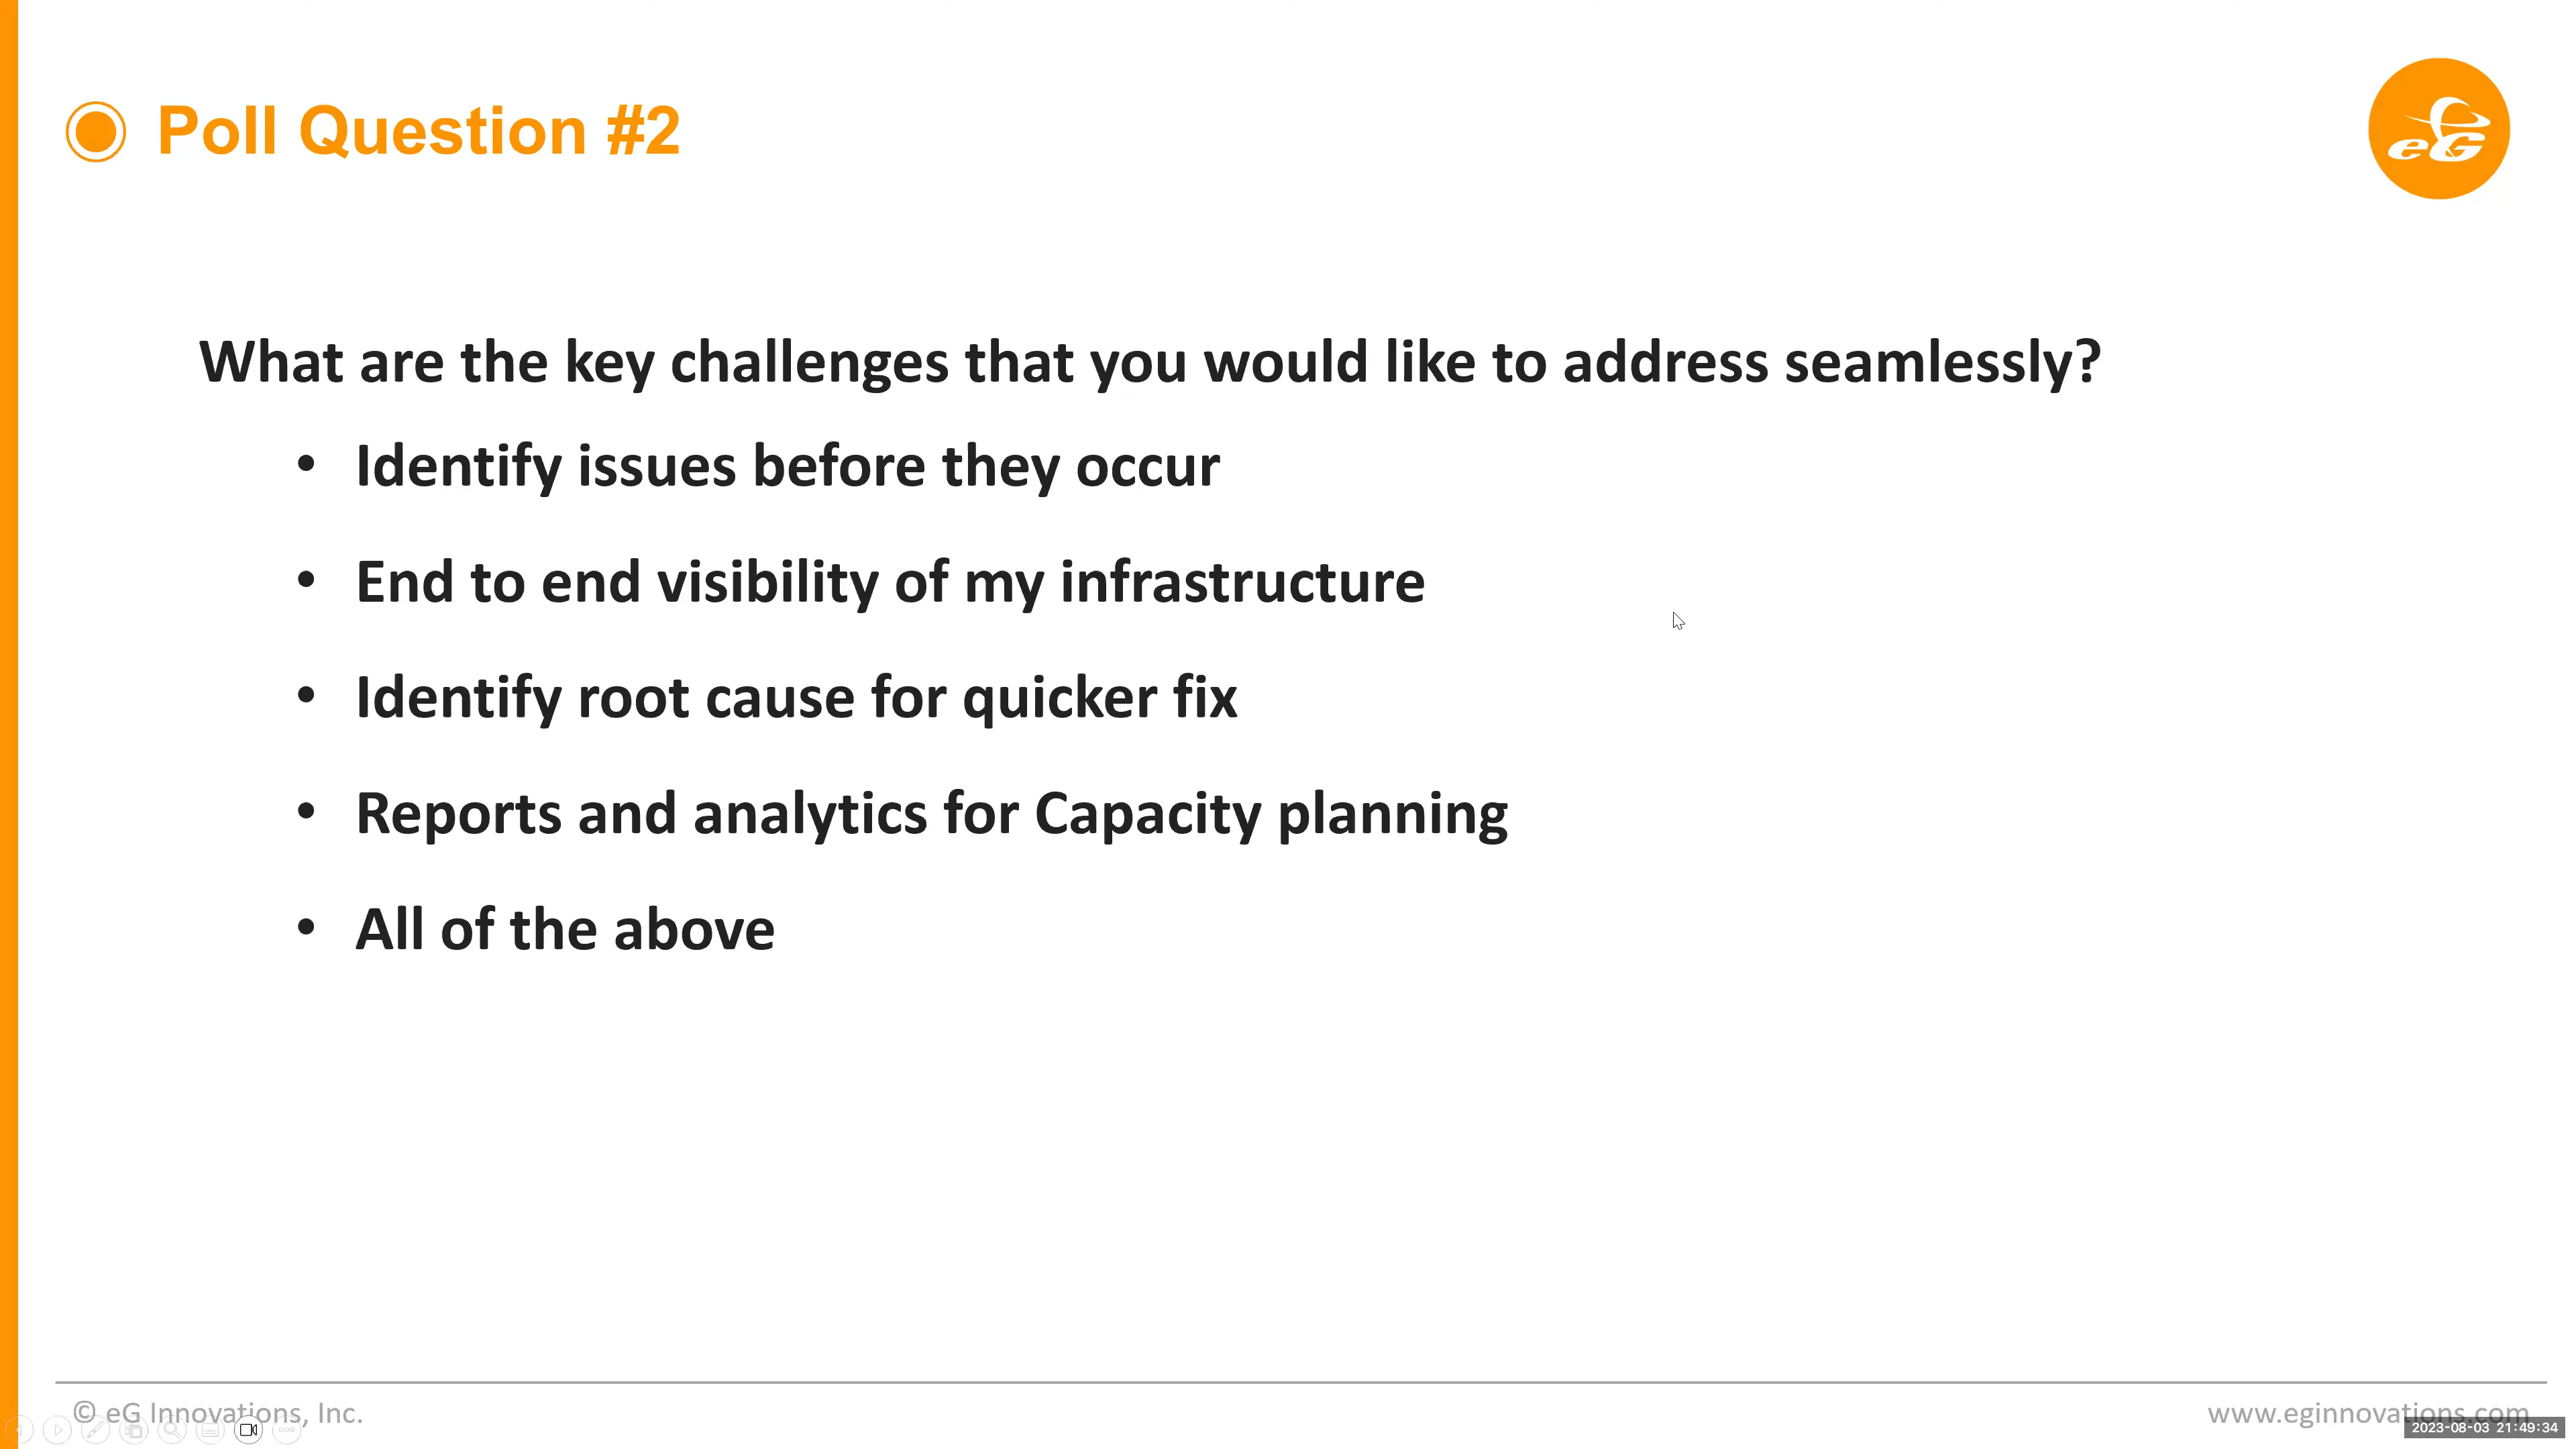 Poll Question #2
eG
What are the key challenges that you would like to address seamlessly?
• Identify issues before they occur
• End to end visibility of my infrastructure
• Identify root cause for quicker fix
• Reports and analytics for Capacity planning
• All of the above
© eG Innovations, Inc.
www.eginnovations.com
2023-08-03 21:49:34